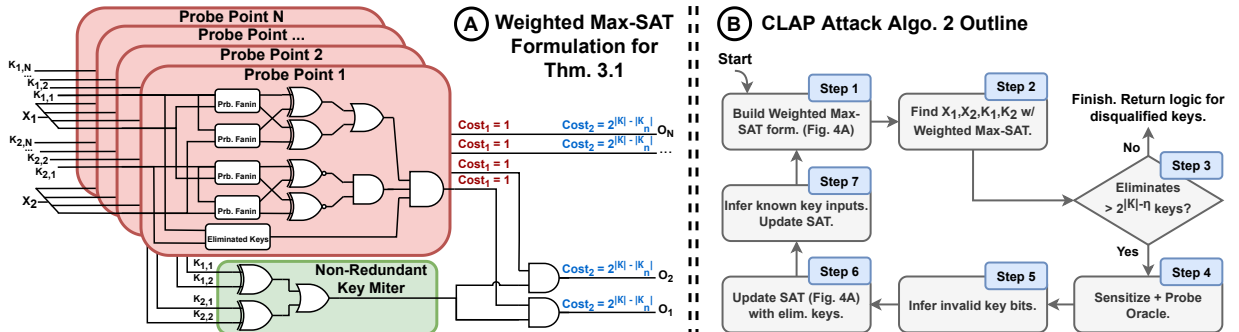 Probe Point N
Probe Point ...
Probe Point 2
Probe Point 1
A
Weighted Max-SAT
Formulation for
Thm. 3.1
K1,N
...
K1,2
K1,1
X1
K2,N
...
K2,2
K2,1
X2
Prb. Fanin
Prb. Fanin
Prb. Fanin
Prb. Fanin
Eliminated Keys
Cost1 = 1
Cost2 = 2^|K| - |Kn|
ON
Cost1 = 1
Cost2 = 2^|K| - |Kn|
...
Cost1 = 1
Cost1 = 1
K1,1
K1,2
K2,1
K2,2
Non-Redundant
Key Miter
Cost2 = 2^|K| - |Kn|
O2
Cost2 = 2^|K| - |Kn|
O1
B
CLAP Attack Algo. 2 Outline
Start
Step 1
Build Weighted Max-
SAT form. (Fig. 4A)
Step 2
Find X1,X2,K1,K2 w/
Weighted Max-SAT.
Finish. Return logic for
disqualified keys.
No
Step 3
Eliminates
> 2^|K|-η keys?
Yes
Step 4
Sensitize + Probe
Oracle.
Step 5
Infer invalid key bits.
Step 6
Update SAT (Fig. 4A)
with elim. keys.
Step 7
Infer known key inputs.
Update SAT.